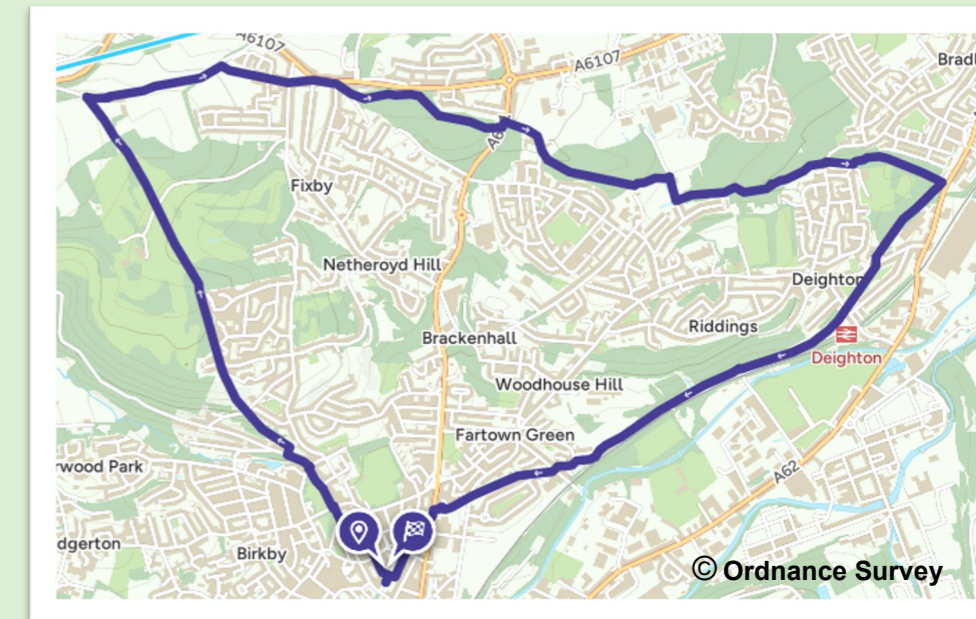 A6107
A6107
Fixby
Netheroyd Hill
Deighton
Brackenhall
Riddings
Deighton
Woodhouse Hill
Fartown Green
rwood Park
A62
dgerton
Birkby
© Ordnance Survey